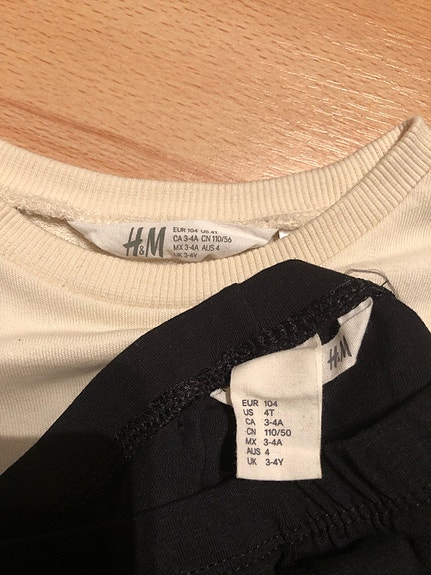 H&M
EUR 104 US 4Y
CA 3-4A CN 110/56
MX 3-4A AUS 4
UK 3-4Y
H&M
EUR 104
US 4T
CA 3-4A
CN 110/50
MX 3-4A
AUS 4
UK 3-4Y